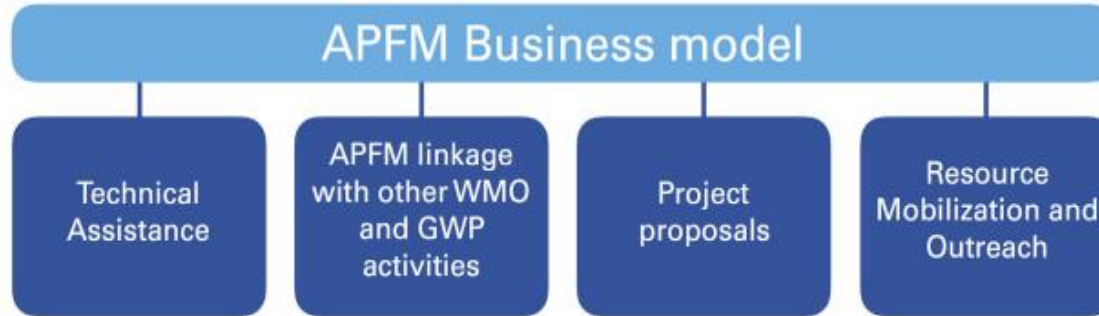 APFM Business model
Technical
Assistance
APFM linkage
with other WMO
and GWP
activities
Project
proposals
Resource
Mobilization and
Outreach